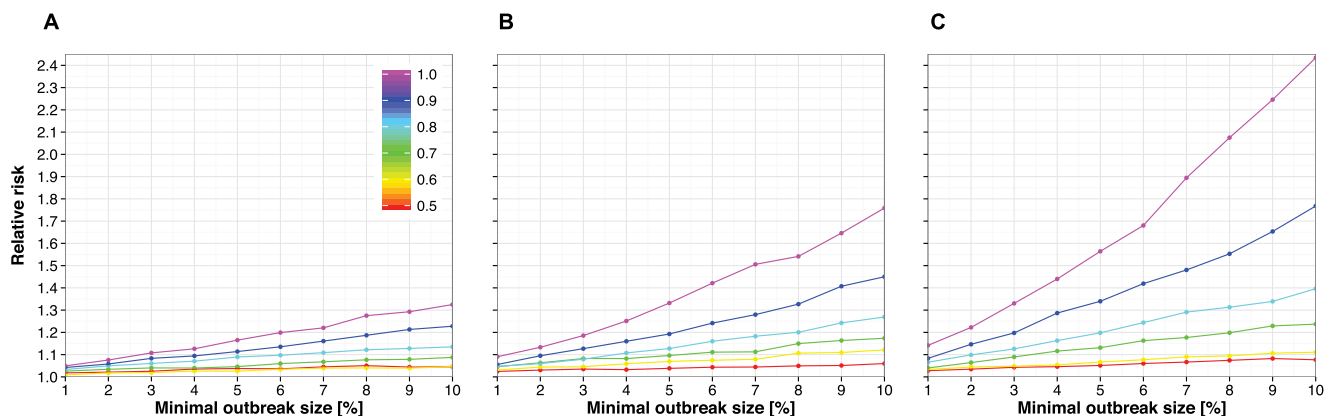 A B C
Relative risk
2.4
2.3
2.2
2.1
2.0
1.9
1.8
1.7
1.6
1.5
1.4
1.3
1.2
1.1
1.0
1.0
0.9
0.8
0.7
0.6
0.5
1 2 3 4 5 6 7 8 9 10
Minimal outbreak size [%]
1 2 3 4 5 6 7 8 9 10
Minimal outbreak size [%]
1 2 3 4 5 6 7 8 9 10
Minimal outbreak size [%]